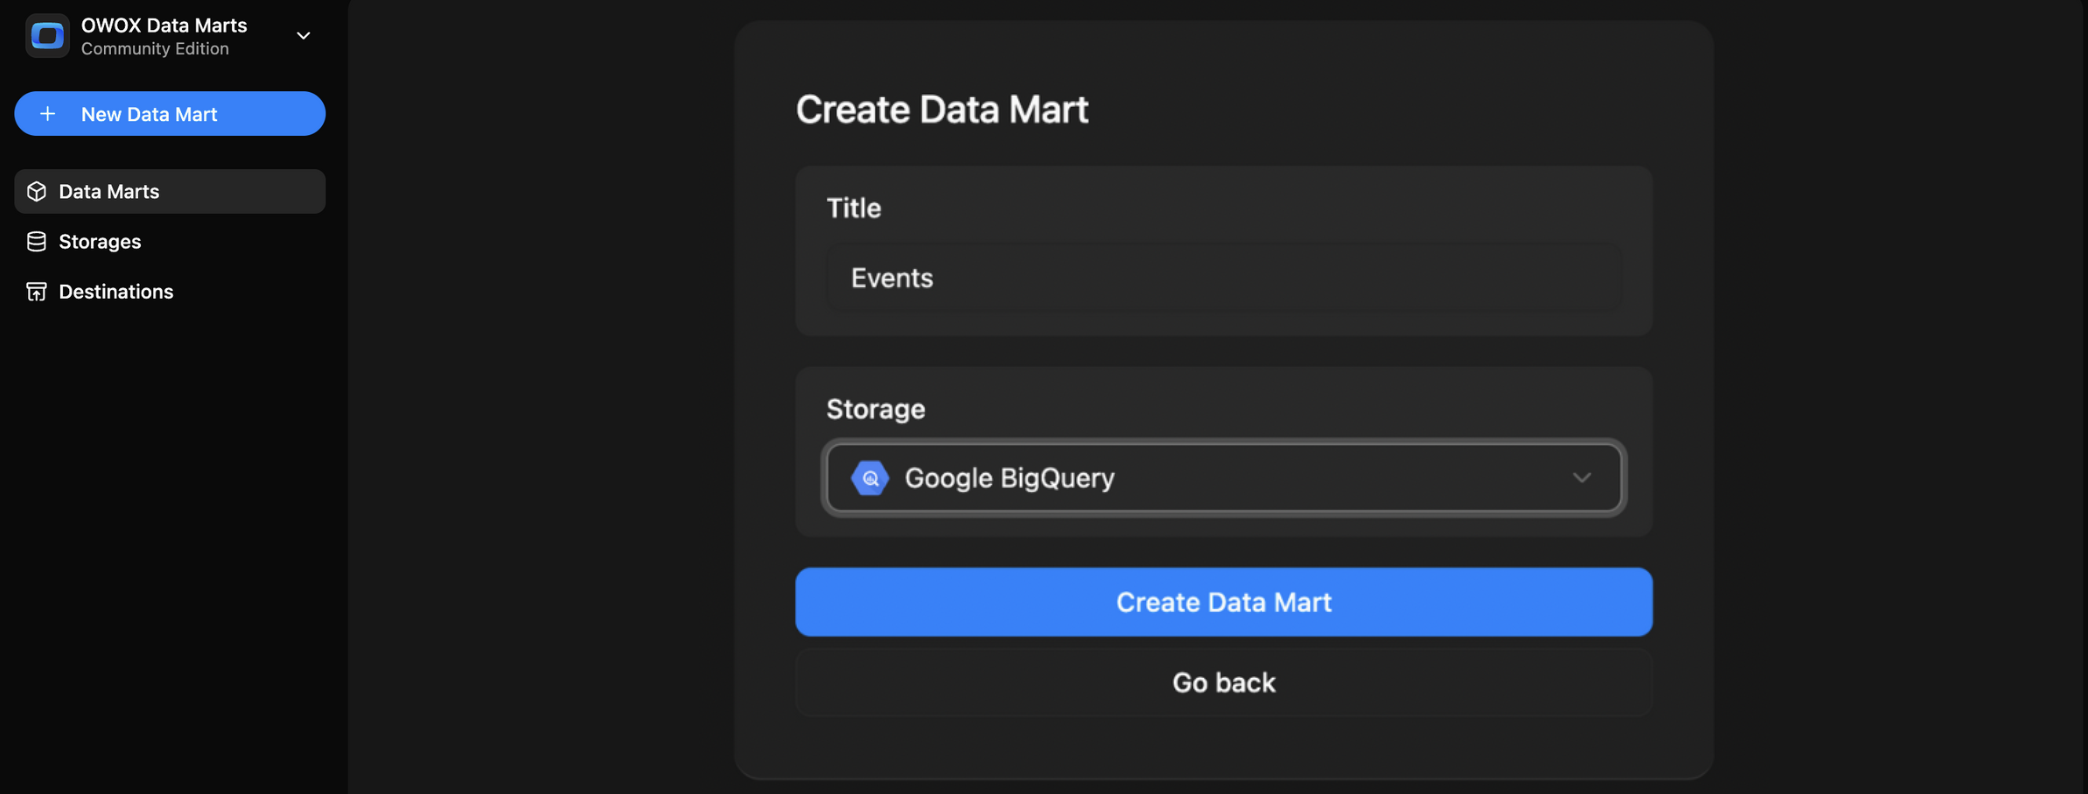 OWOX Data Marts
Community Edition
New Data Mart
Data Marts
Storages
Destinations
Create Data Mart
Title
Events
Storage
Google BigQuery
Create Data Mart
Go back